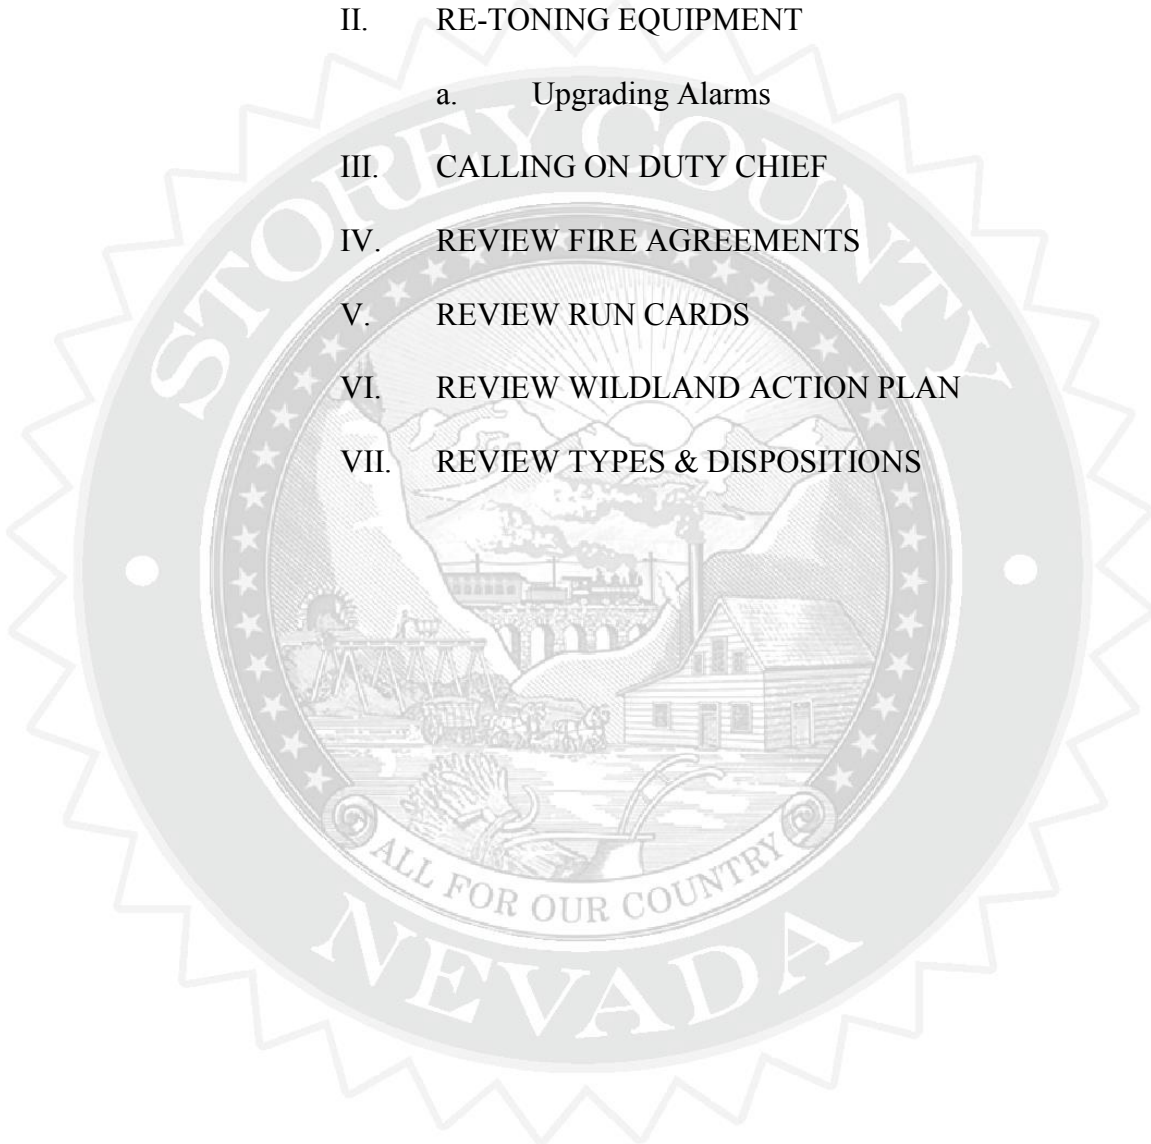 II. RE-TONING EQUIPMENT
a. Upgrading Alarms
III. CALLING ON DUTY CHIEF
IV. REVIEW FIRE AGREEMENTS
V. REVIEW RUN CARDS
VI. REVIEW WILDLAND ACTION PLAN
VII. REVIEW TYPES & DISPOSITIONS
STOREY COUNTY
ALL FOR OUR COUNTRY
NEVADA